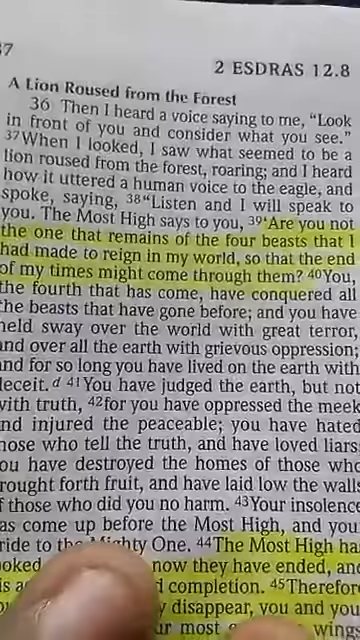 37
2 ESDRAS 12.8
A Lion Roused from the Forest
36 Then I heard a voice saying to me, “Look
in front of you and consider what you see.”
37When I looked, I saw what seemed to be a
lion roused from the forest, roaring; and I heard
how it uttered a human voice to the eagle, and
spoke, saying, 38“Listen and I will speak to
you. The Most High says to you, 39‘Are you not
the one that remains of the four beasts that I
had made to reign in my world, so that the end
of my times might come through them? 40You,
the fourth that has come, have conquered all
the beasts that have gone before; and you have
held sway over the world with great terror,
and over all the earth with grievous oppression;
and for so long you have lived on the earth with
deceit.d 41You have judged the earth, but not
with truth, 42for you have oppressed the meek
and injured the peaceable; you have hated
those who tell the truth, and have loved liars;
you have destroyed the homes of those who
brought forth fruit, and have laid low the walls
of those who did you no harm. 43Your insolence
has come up before the Most High, and your
pride to the Mighty One. 44The Most High ha
ooked now they have ended, and
is a d completion. 45Therefor
disappear, you and you
ur most wings